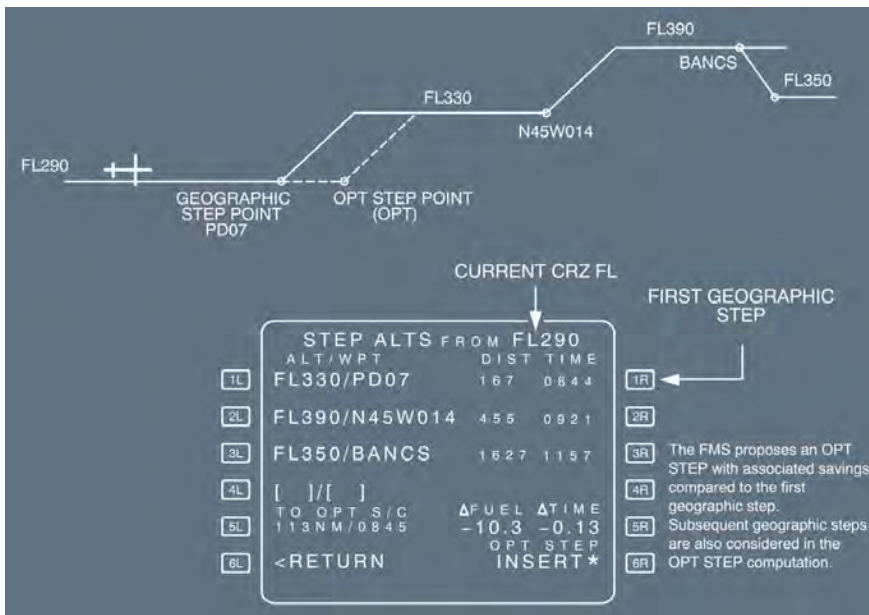 FL390
BANCS
FL350
FL330
N45W014
FL290
GEOGRAPHIC
STEP POINT
PD07
OPT STEP POINT
(OPT)
CURRENT CRZ FL
FIRST GEOGRAPHIC
STEP
STEP ALTS FROM FL290
ALT/WPT DIST TIME
1L FL330/PD07 167 0844 1R
2L FL390/N45W014 455 0921 2R
3L FL350/BANCS 1627 1157 3R
4L [ ]/[ ] 4R
TO OPT S/C ΔFUEL ΔTIME
5L 113NM/0845 -10.3 -0.13 5R
OPT STEP
6L <RETURN INSERT* 6R
The FMS proposes an OPT
STEP with associated savings
compared to the first
geographic step.
Subsequent geographic steps
are also considered in the
OPT STEP computation.